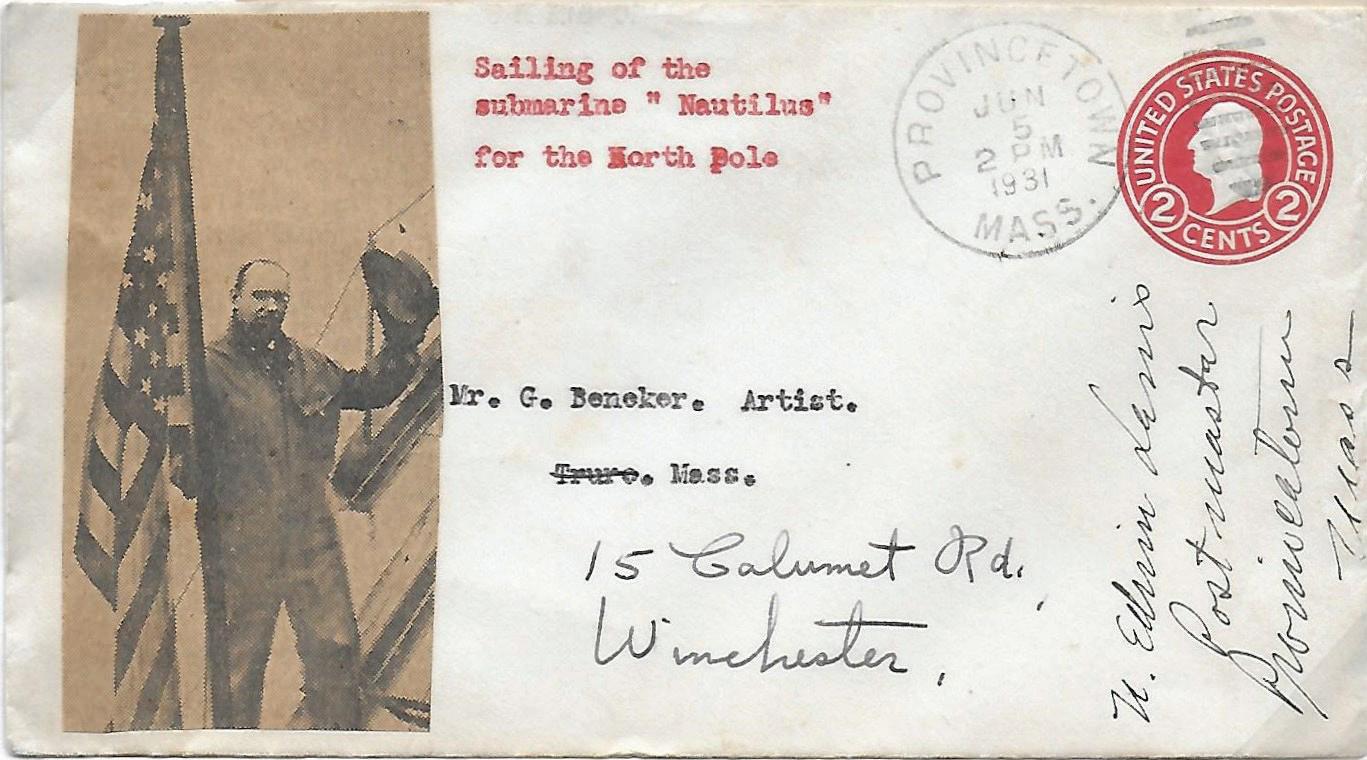 Sailing of the
submarine " Nautilus"
for the North Pole
PROVINCETOWN
JUN
5
2 PM
1931
MASS.
UNITED STATES POSTAGE
2 CENTS 2
Mr. G. Beneker. Artist.
Truro. Mass.
15 Calumet Rd.,
Winchester,
Postmaster
Provincetown
Mass